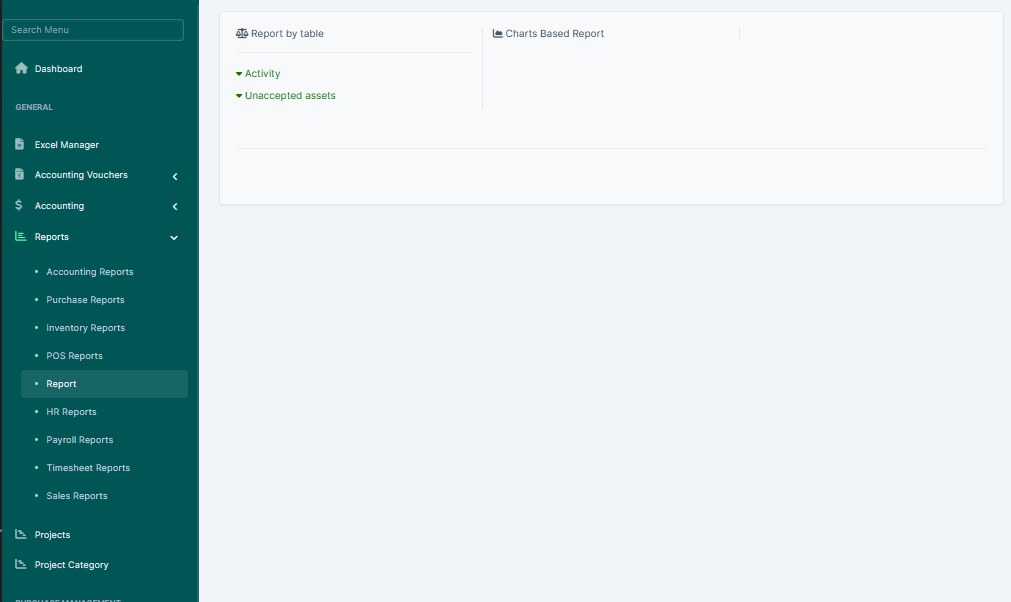 Search Menu
Dashboard
GENERAL
Excel Manager
Accounting Vouchers
Accounting
Reports
Accounting Reports
Purchase Reports
Inventory Reports
POS Reports
Report
HR Reports
Payroll Reports
Timesheet Reports
Sales Reports
Projects
Project Category
PURCHASE MANAGEMENT
Report by table
Activity
Unaccepted assets
Charts Based Report